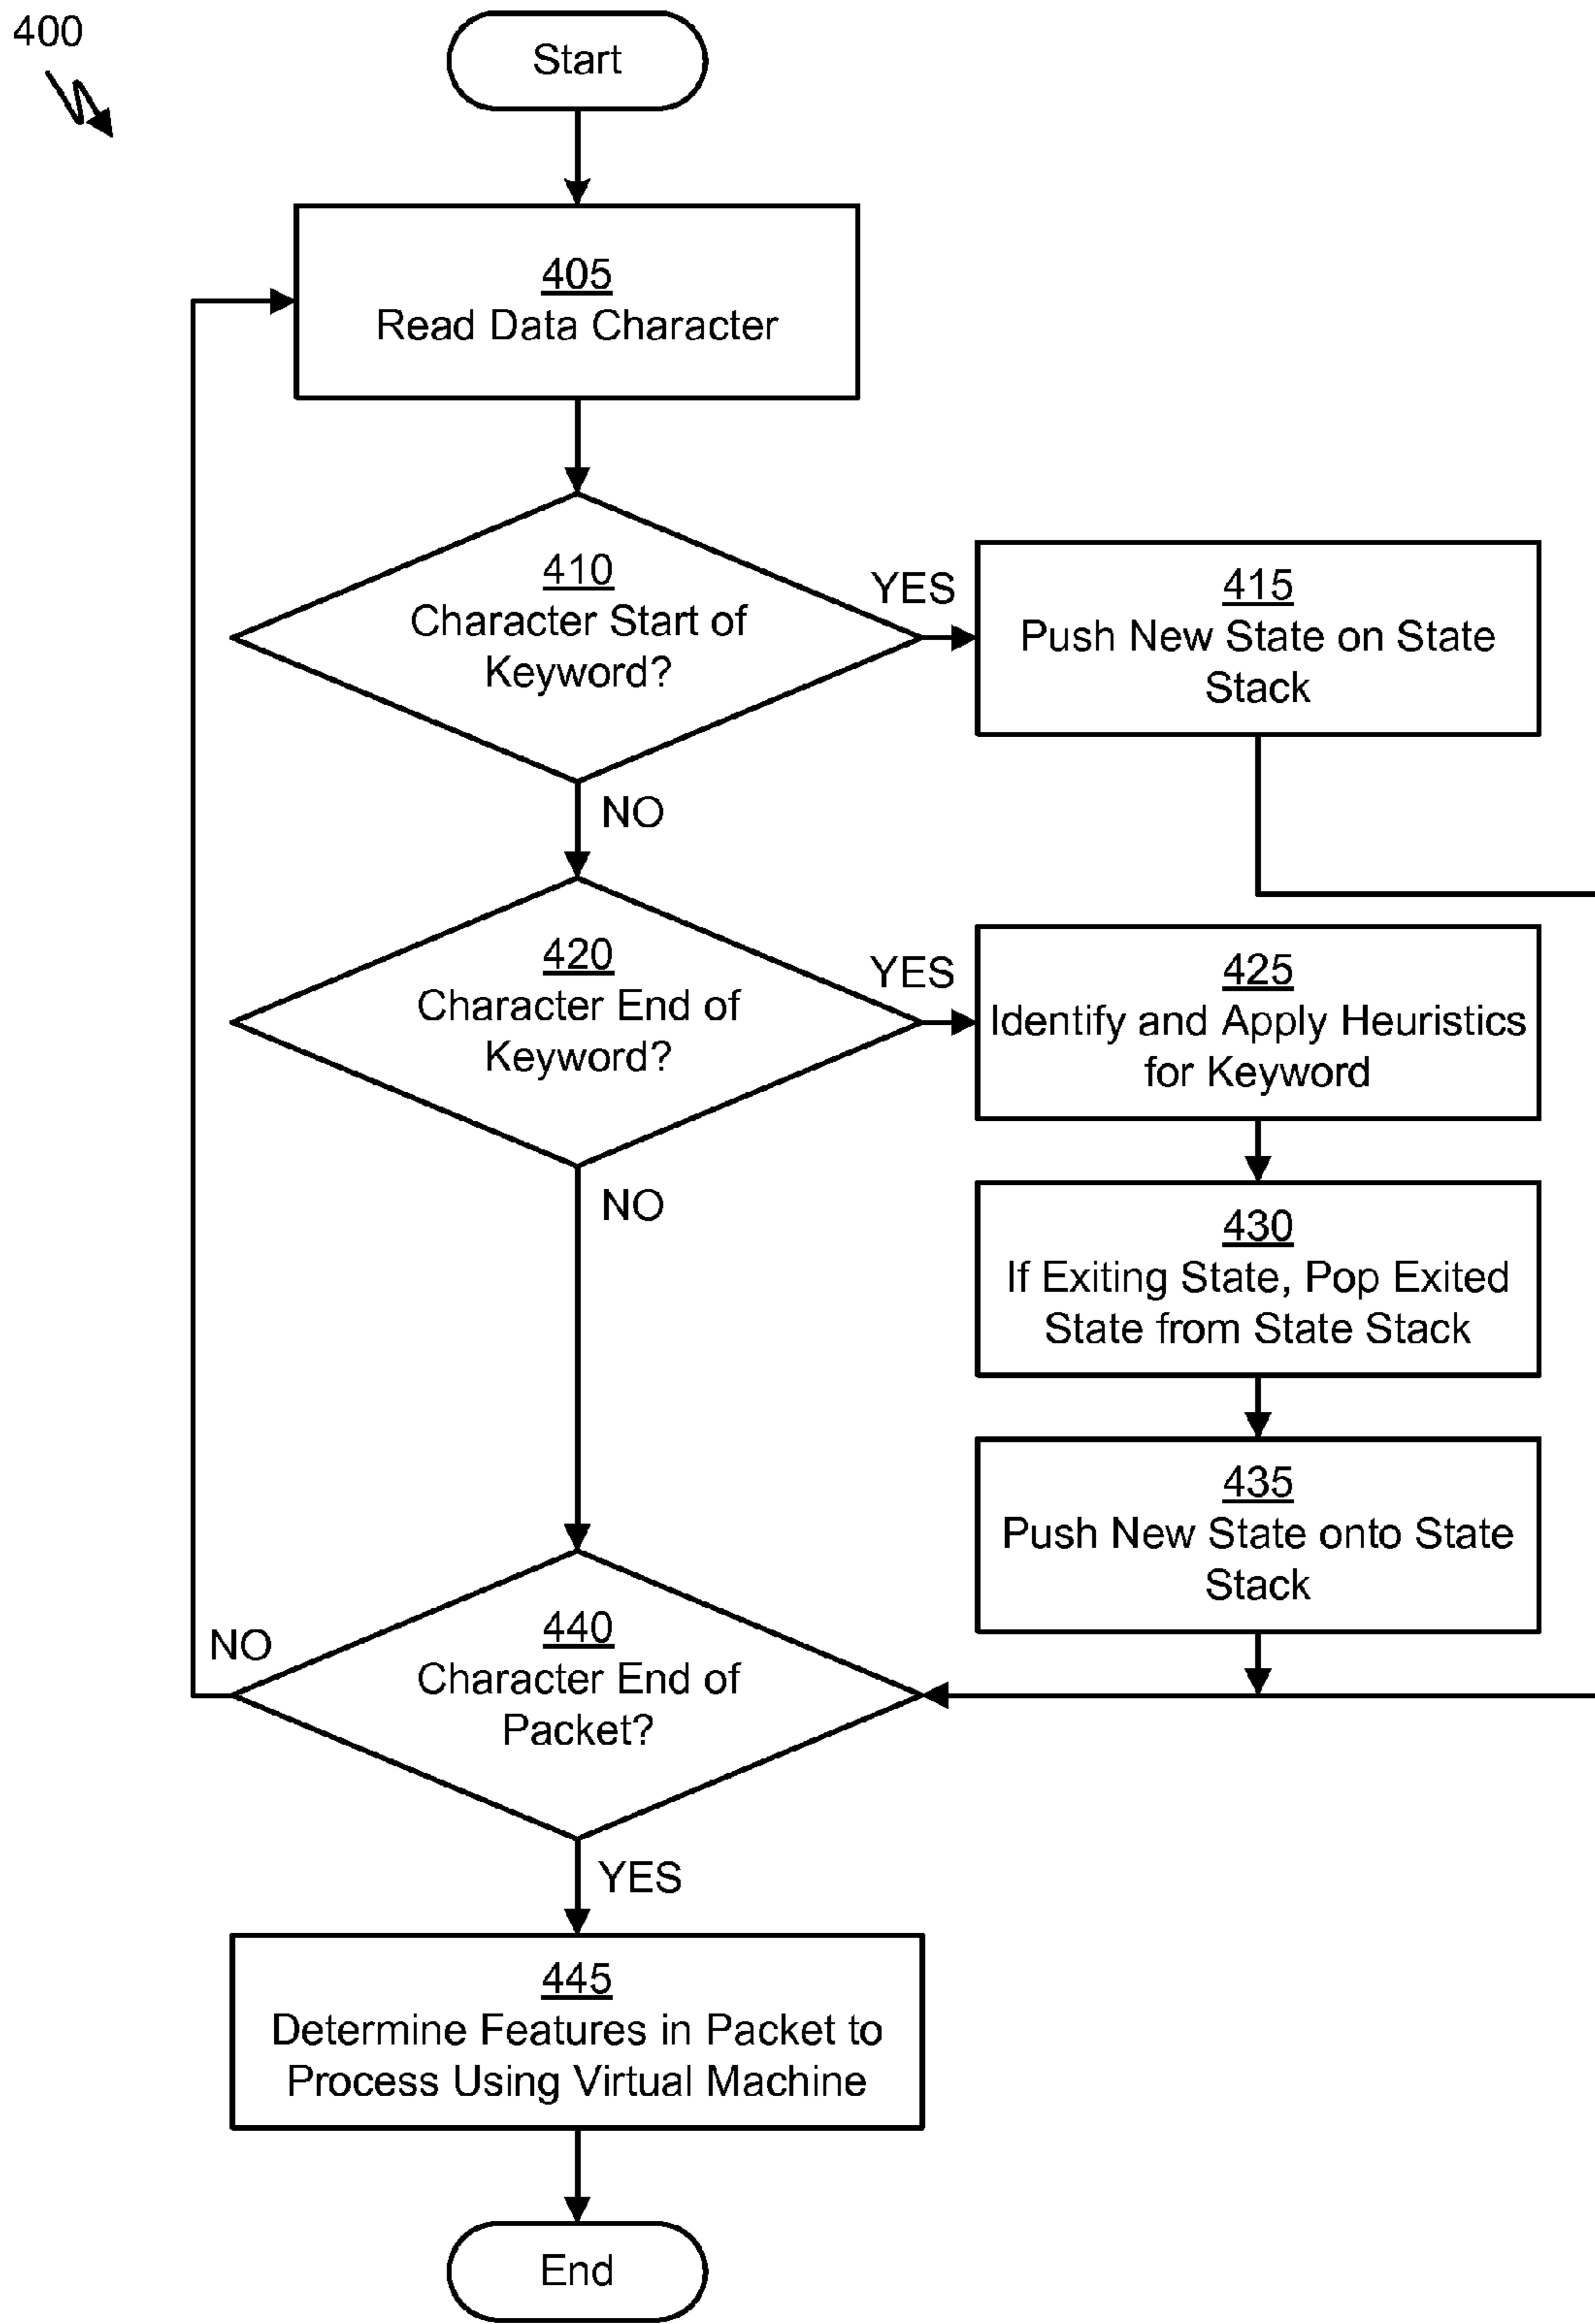 400
Start
405
Read Data Character
410
Character Start of
Keyword?
YES
415
Push New State on State
Stack
NO
420
Character End of
Keyword?
YES
425
Identify and Apply Heuristics
for Keyword
NO
430
If Exiting State, Pop Exited
State from State Stack
435
Push New State onto State
Stack
NO
440
Character End of
Packet?
YES
445
Determine Features in Packet to
Process Using Virtual Machine
End